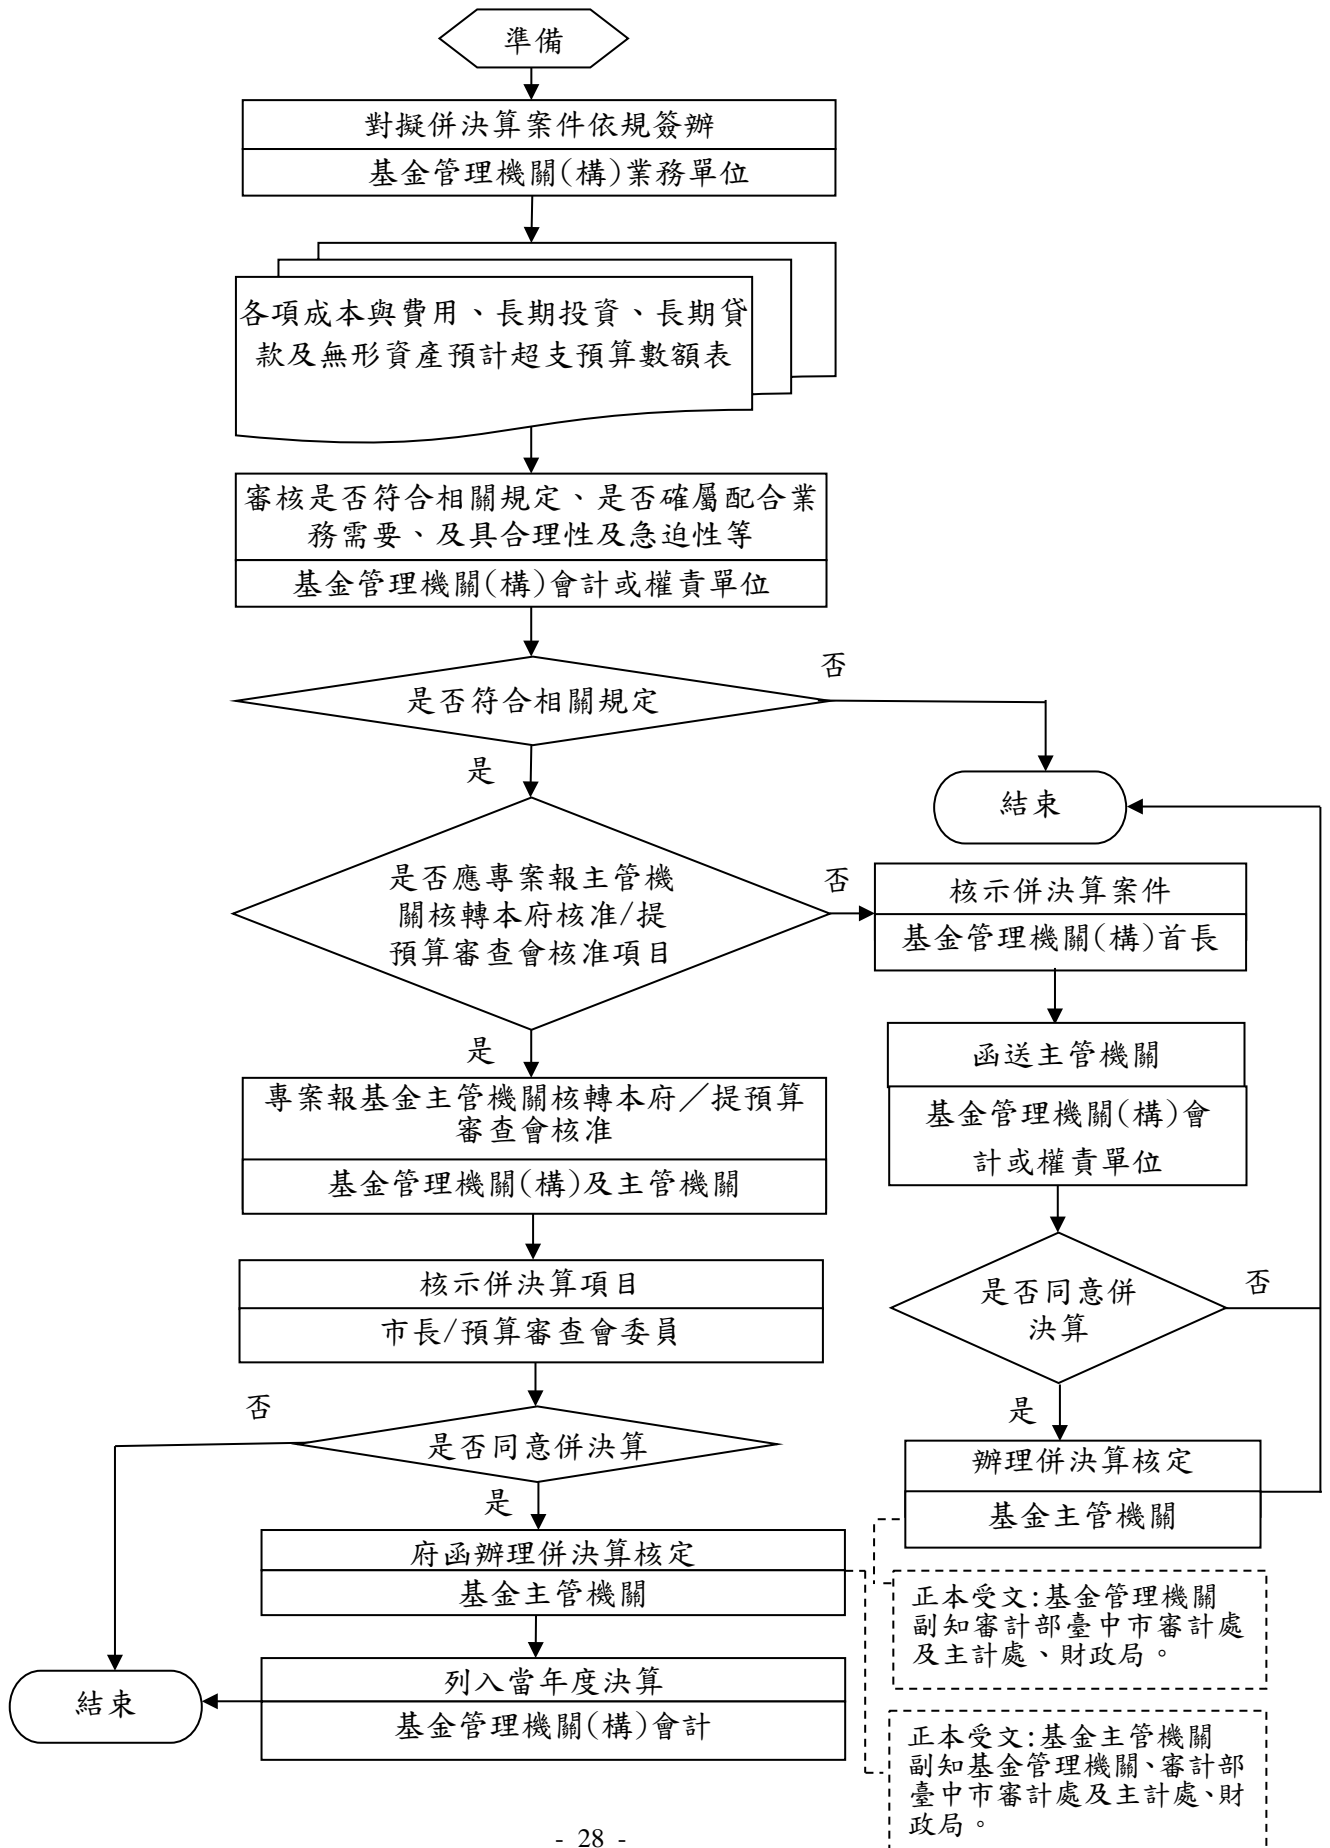 準備
對擬併決算案件依規簽辦
基金管理機關(構)業務單位
各項成本與費用、長期投資、長期貸
款及無形資產預計超支預算數額表
審核是否符合相關規定、是否確屬配合業
務需要、及具合理性及急迫性等
基金管理機關(構)會計或權責單位
是否符合相關規定
否
是
結束
是否應專案報主管機
關核轉本府核准/提
預算審查會核准項目
否
是
核示併決算案件
基金管理機關(構)首長
函送主管機關
基金管理機關(構)會
計或權責單位
是否同意併
決算
否
是
辦理併決算核定
基金主管機關
專案報基金主管機關核轉本府／提預算
審查會核准
基金管理機關(構)及主管機關
核示併決算項目
市長/預算審查會委員
否
是否同意併決算
是
府函辦理併決算核定
基金主管機關
列入當年度決算
基金管理機關(構)會計
結束
正本受文:基金管理機關
副知審計部臺中市審計處
及主計處、財政局。
正本受文:基金主管機關
副知基金管理機關、審計部
臺中市審計處及主計處、財
政局。
- 28 -